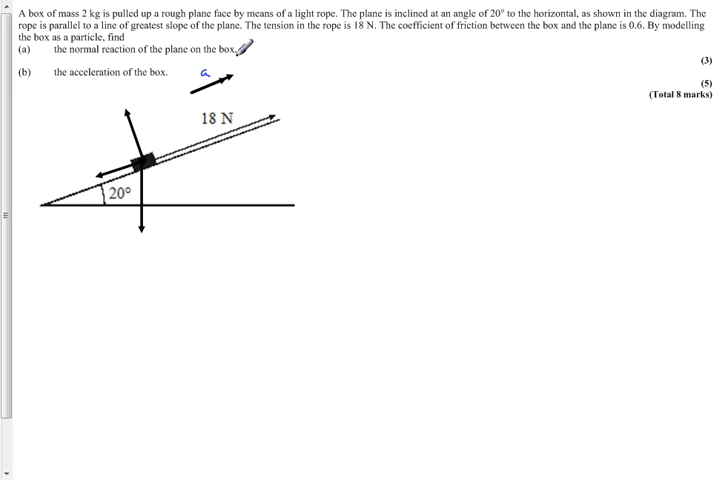 A box of mass 2 kg is pulled up a rough plane face by means of a light rope. The plane is inclined at an angle of 20° to the horizontal, as shown in the diagram. The
rope is parallel to a line of greatest slope of the plane. The tension in the rope is 18 N. The coefficient of friction between the box and the plane is 0.6. By modelling
the box as a particle, find
(a) the normal reaction of the plane on the box,
(3)
(b) the acceleration of the box.
(5)
(Total 8 marks)
a
18 N
20°